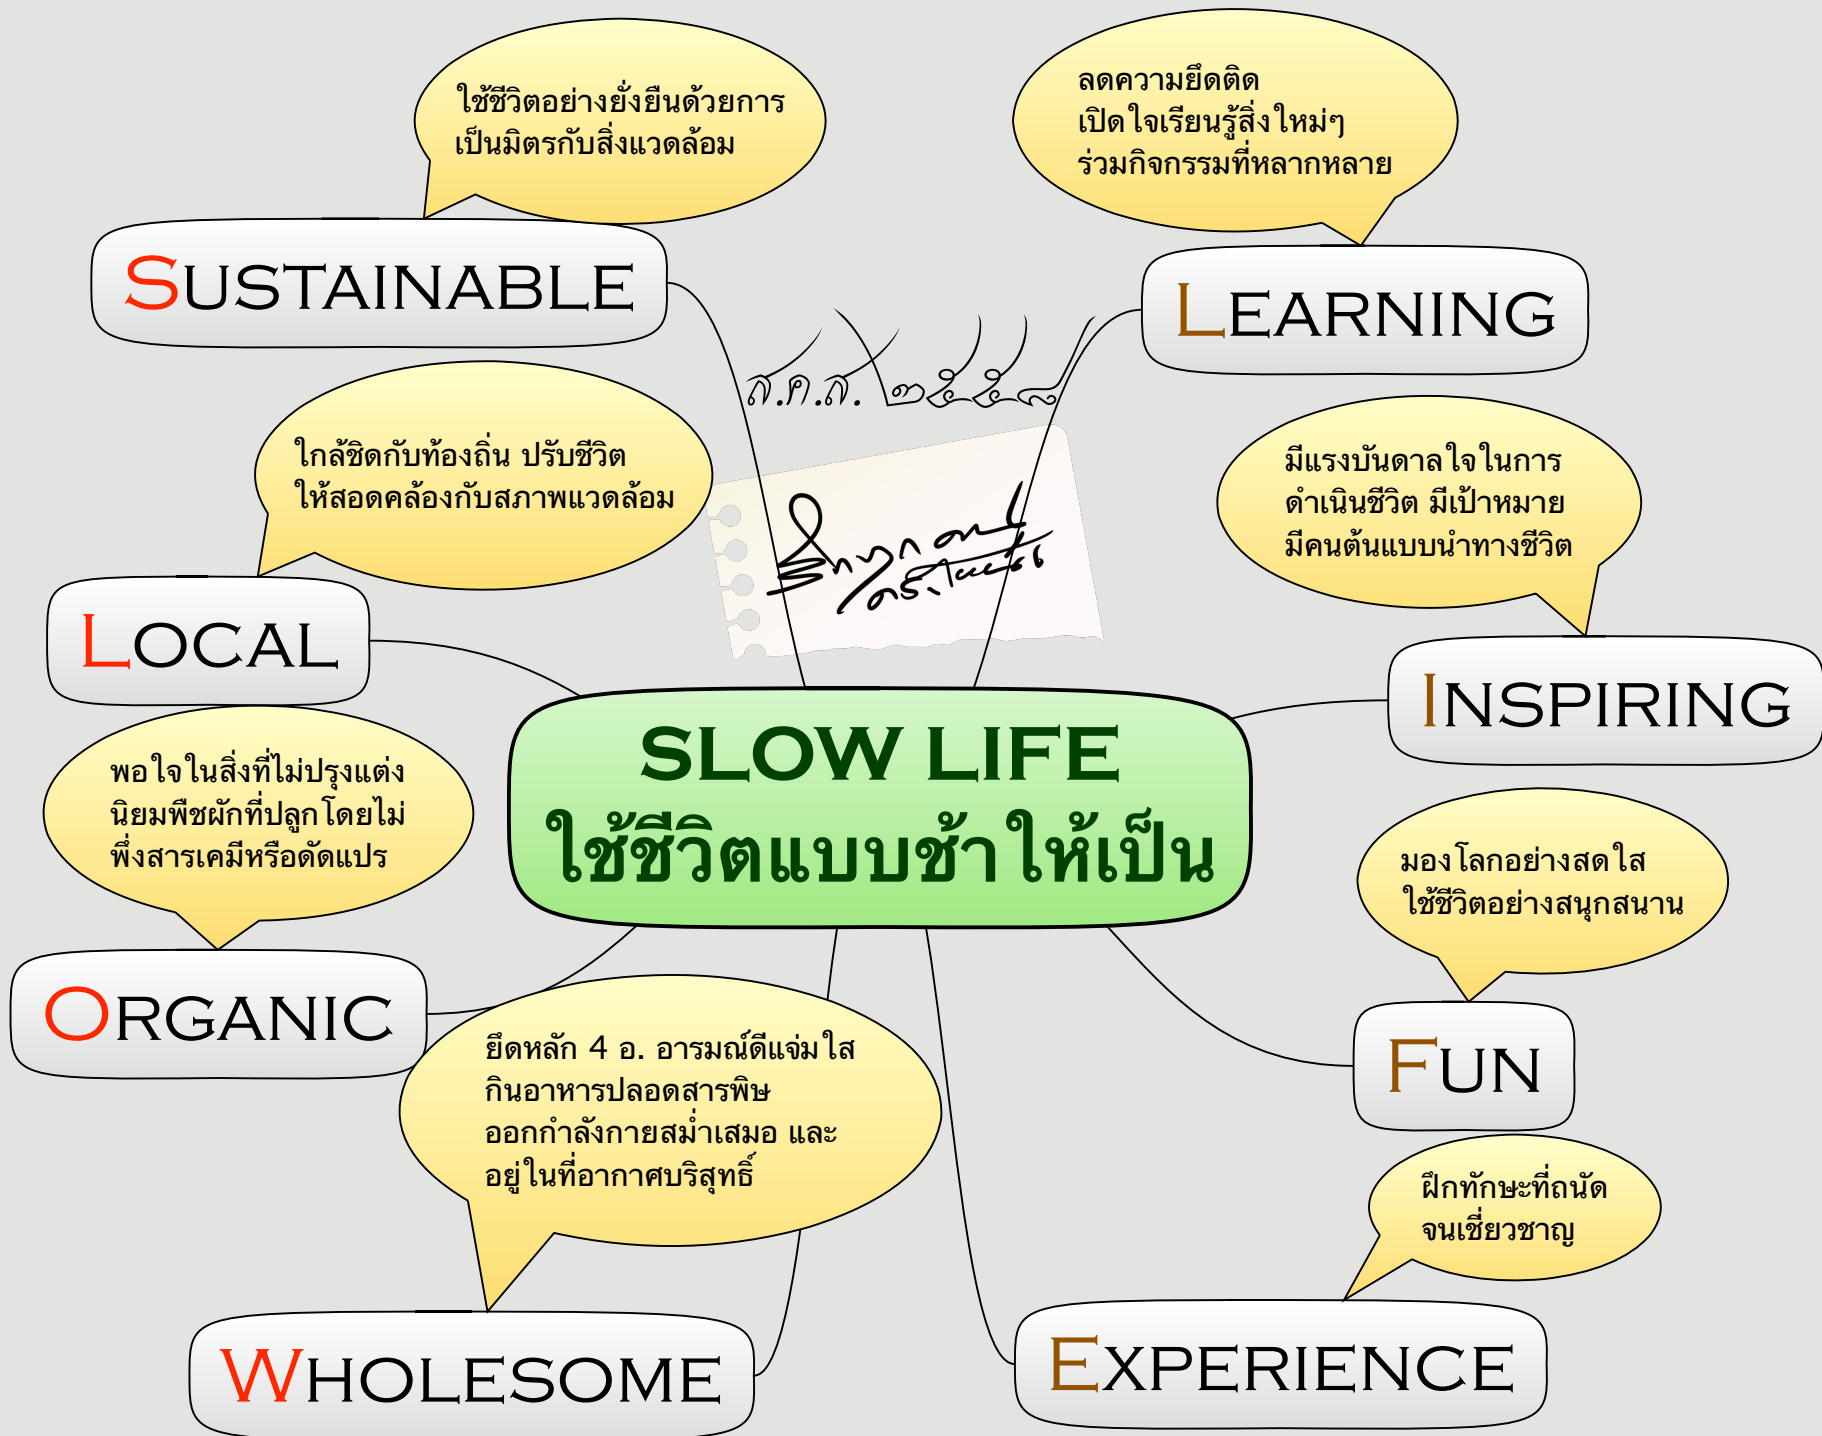 ใช้ชีวิตอย่างยั่งยืนด้วยการ
เป็นมิตรกับสิ่งแวดล้อม
SUSTAINABLE
ลดความยึดติด
เปิดใจเรียนรู้สิ่งใหม่ๆ
ร่วมกิจกรรมที่หลากหลาย
LEARNING
ส.ค.ส. ๒๕๕๘
ใกล้ชิดกับท้องถิ่น ปรับชีวิต
ให้สอดคล้องกับสภาพแวดล้อม
LOCAL
มีแรงบันดาลใจในการ
ดำเนินชีวิต มีเป้าหมาย
มีคนต้นแบบนำทางชีวิต
INSPIRING
SLOW LIFE
ใช้ชีวิตแบบช้าให้เป็น
พอใจในสิ่งที่ไม่ปรุงแต่ง
นิยมพืชผักที่ปลูกโดยไม่
พึ่งสารเคมีหรือดัดแปร
ORGANIC
มองโลกอย่างสดใส
ใช้ชีวิตอย่างสนุกสนาน
FUN
ยึดหลัก 4 อ. อารมณ์ดีแจ่มใส
กินอาหารปลอดสารพิษ
ออกกำลังกายสม่ำเสมอ และ
อยู่ในที่อากาศบริสุทธิ์
WHOLESOME
ฝึกทักษะที่ถนัด
จนเชี่ยวชาญ
EXPERIENCE